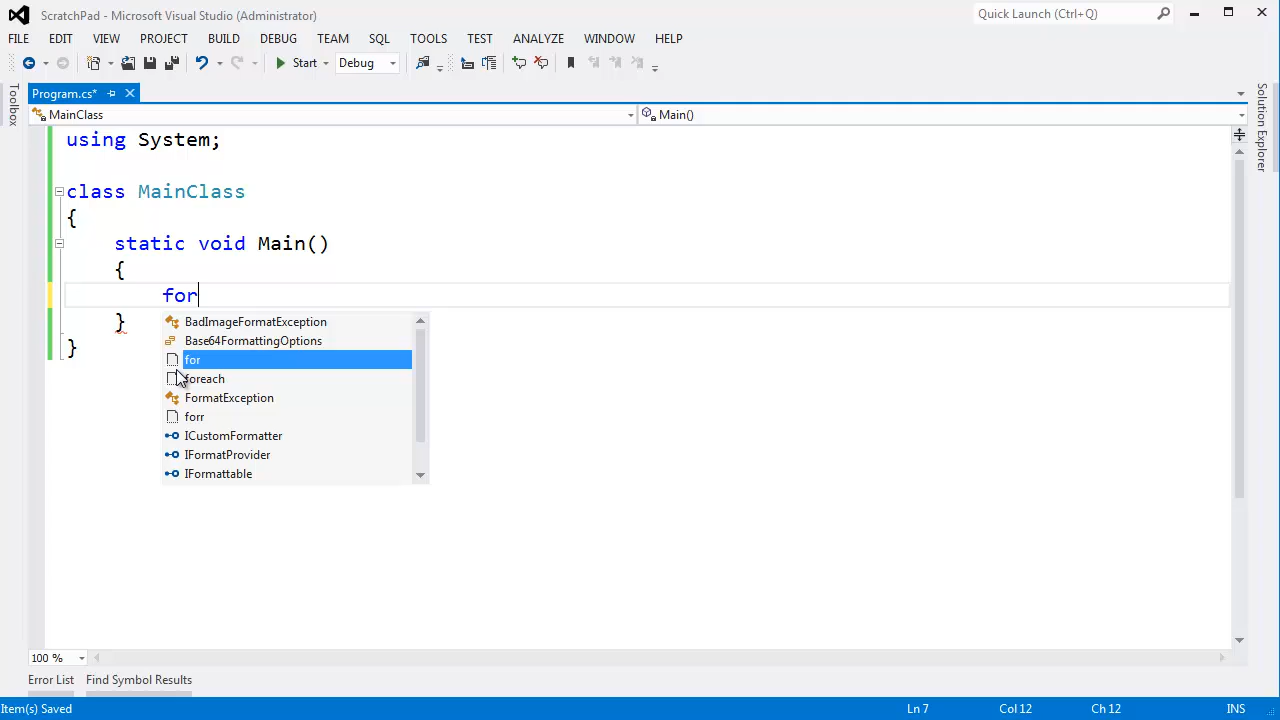 ScratchPad - Microsoft Visual Studio (Administrator)
Quick Launch (Ctrl+Q)
FILE EDIT VIEW PROJECT BUILD DEBUG TEAM SQL TOOLS TEST ANALYZE WINDOW HELP
Start Debug
Toolbox
Program.cs*
Solution Explorer
MainClass Main()
using System;
class MainClass
{
static void Main()
{
for
}
}
BadImageFormatException
Base64FormattingOptions
for
foreach
FormatException
forr
ICustomFormatter
IFormatProvider
IFormattable
100 %
Error List Find Symbol Results
Item(s) Saved Ln 7 Col 12 Ch 12 INS